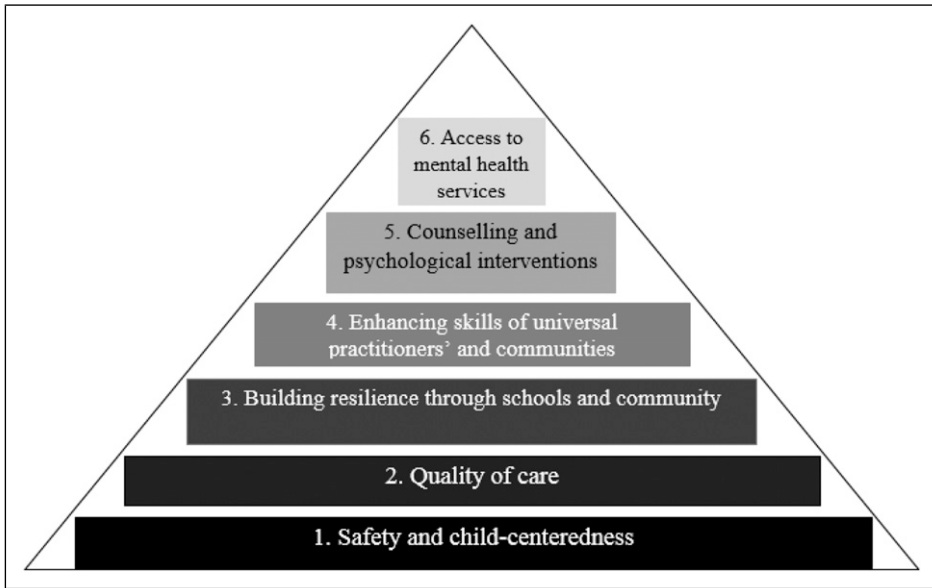 6. Access to
mental health
services
5. Counselling and
psychological interventions
4. Enhancing skills of universal
practitioners’ and communities
3. Building resilience through schools and community
2. Quality of care
1. Safety and child-centeredness